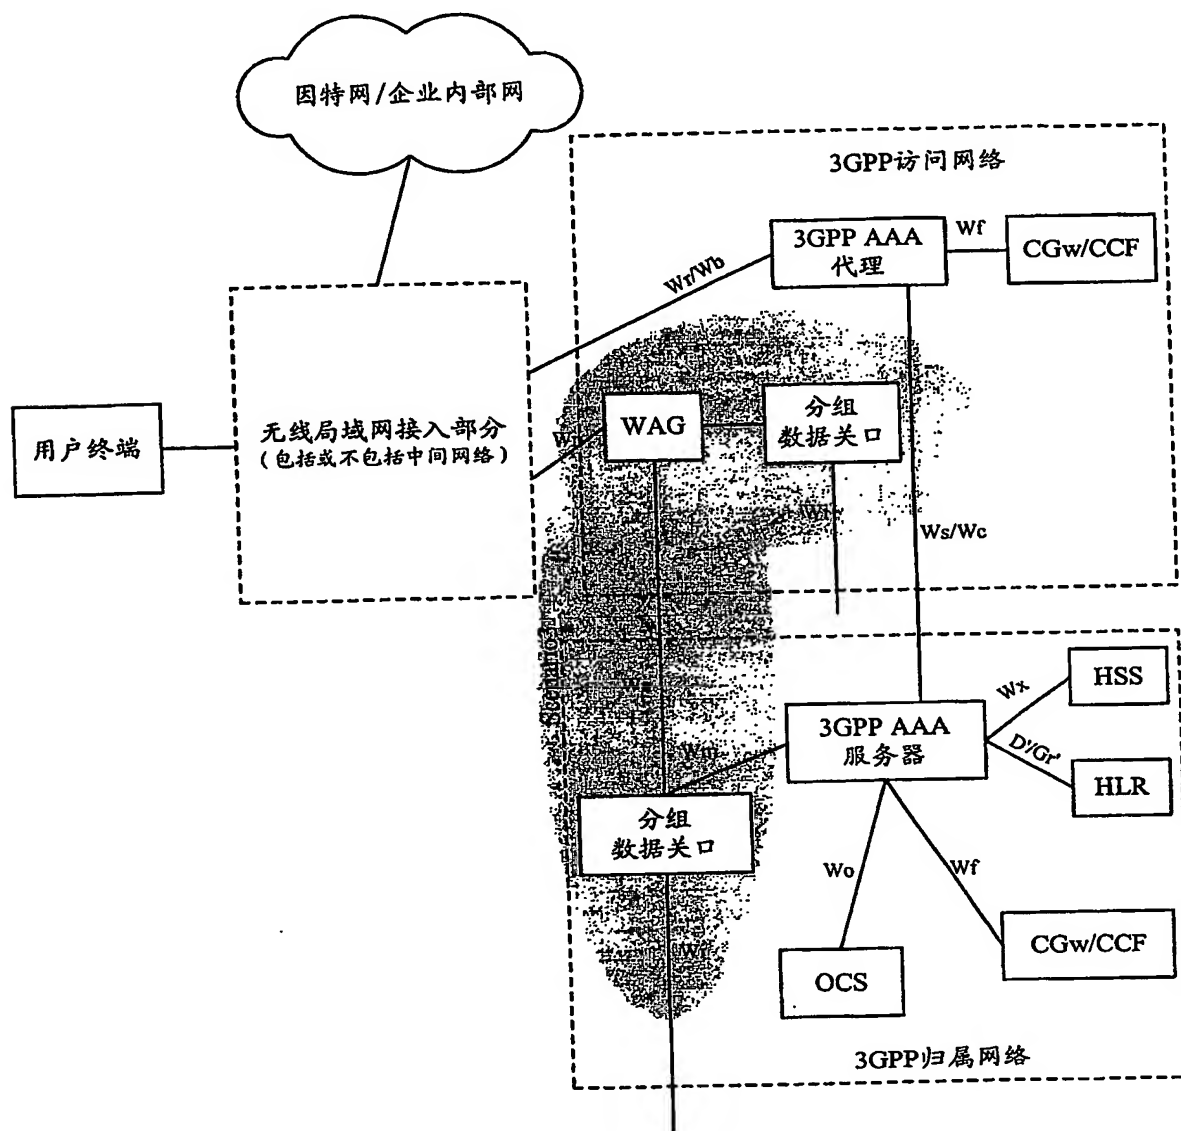 因特网/企业内部网
3GPP访问网络
3GPP AAA
代理
Wf
CGw/CCF
Wr/Wb
用户终端
无线局域网接入部分
(包括或不包括中间网络)
WAG
分组
数据关口
Ws/Wc
Wx
HSS
3GPP AAA
服务器
D'/Gr'
HLR
Wm
分组
数据关口
Wo
Wf
OCS
CGw/CCF
3GPP归属网络